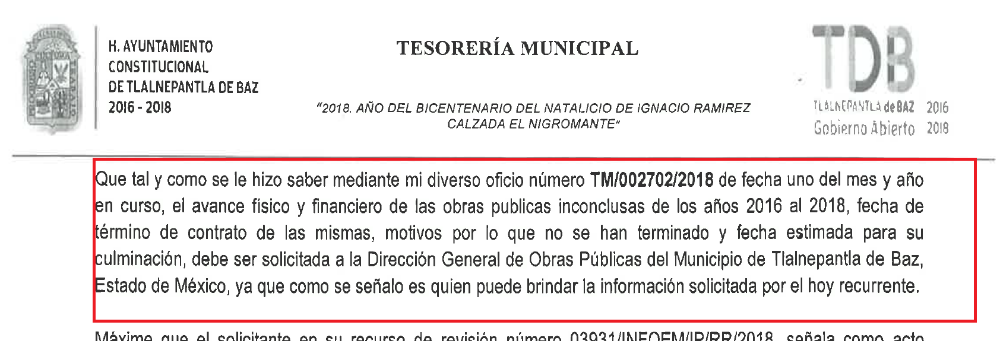 H. AYUNTAMIENTO
CONSTITUCIONAL
DE TLALNEPANTLA DE BAZ
2016 - 2018
TESORERÍA MUNICIPAL
"2018. AÑO DEL BICENTENARIO DEL NATALICIO DE IGNACIO RAMIREZ
CALZADA EL NIGROMANTE"
TDB
TLALNEPANTLA de BAZ 2016
Gobierno Abierto 2018
CULTURA
TRABAJO
Que tal y como se le hizo saber mediante mi diverso oficio número TM/002702/2018 de fecha uno del mes y año
en curso, el avance físico y financiero de las obras publicas inconclusas de los años 2016 al 2018, fecha de
término de contrato de las mismas, motivos por lo que no se han terminado y fecha estimada para su
culminación, debe ser solicitada a la Dirección General de Obras Públicas del Municipio de Tlalnepantla de Baz,
Estado de México, ya que como se señalo es quien puede brindar la información solicitada por el hoy recurrente.
Máxime que el solicitante en su recurso de revisión número 03931/INFOEM/IP/RR/2018, señala como acto